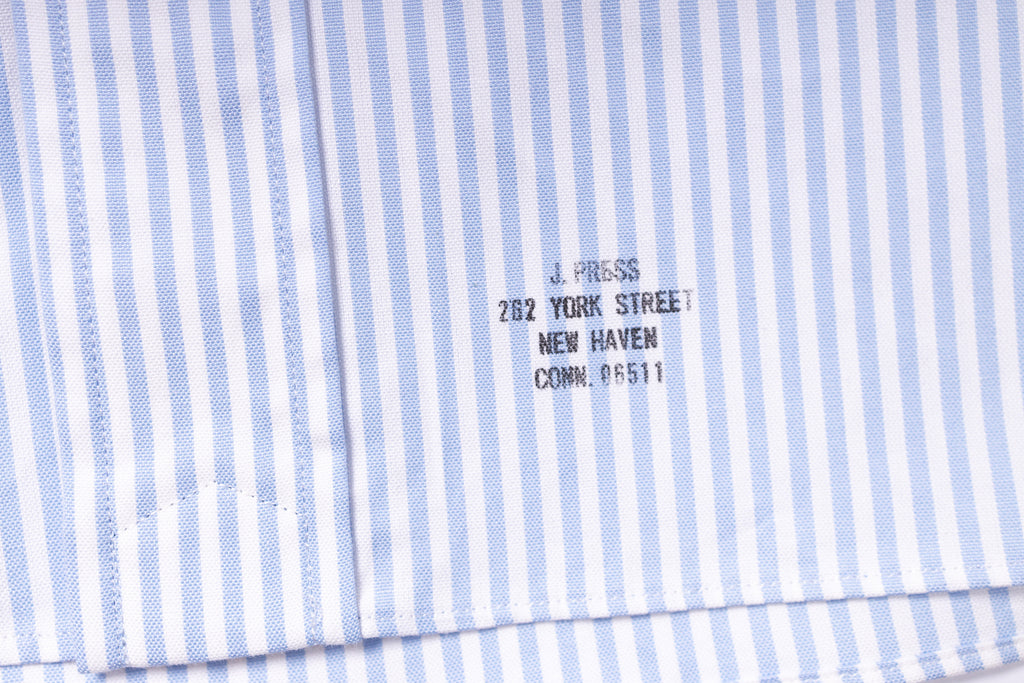 J. PRESS
262 YORK STREET
NEW HAVEN
CONN. 06511